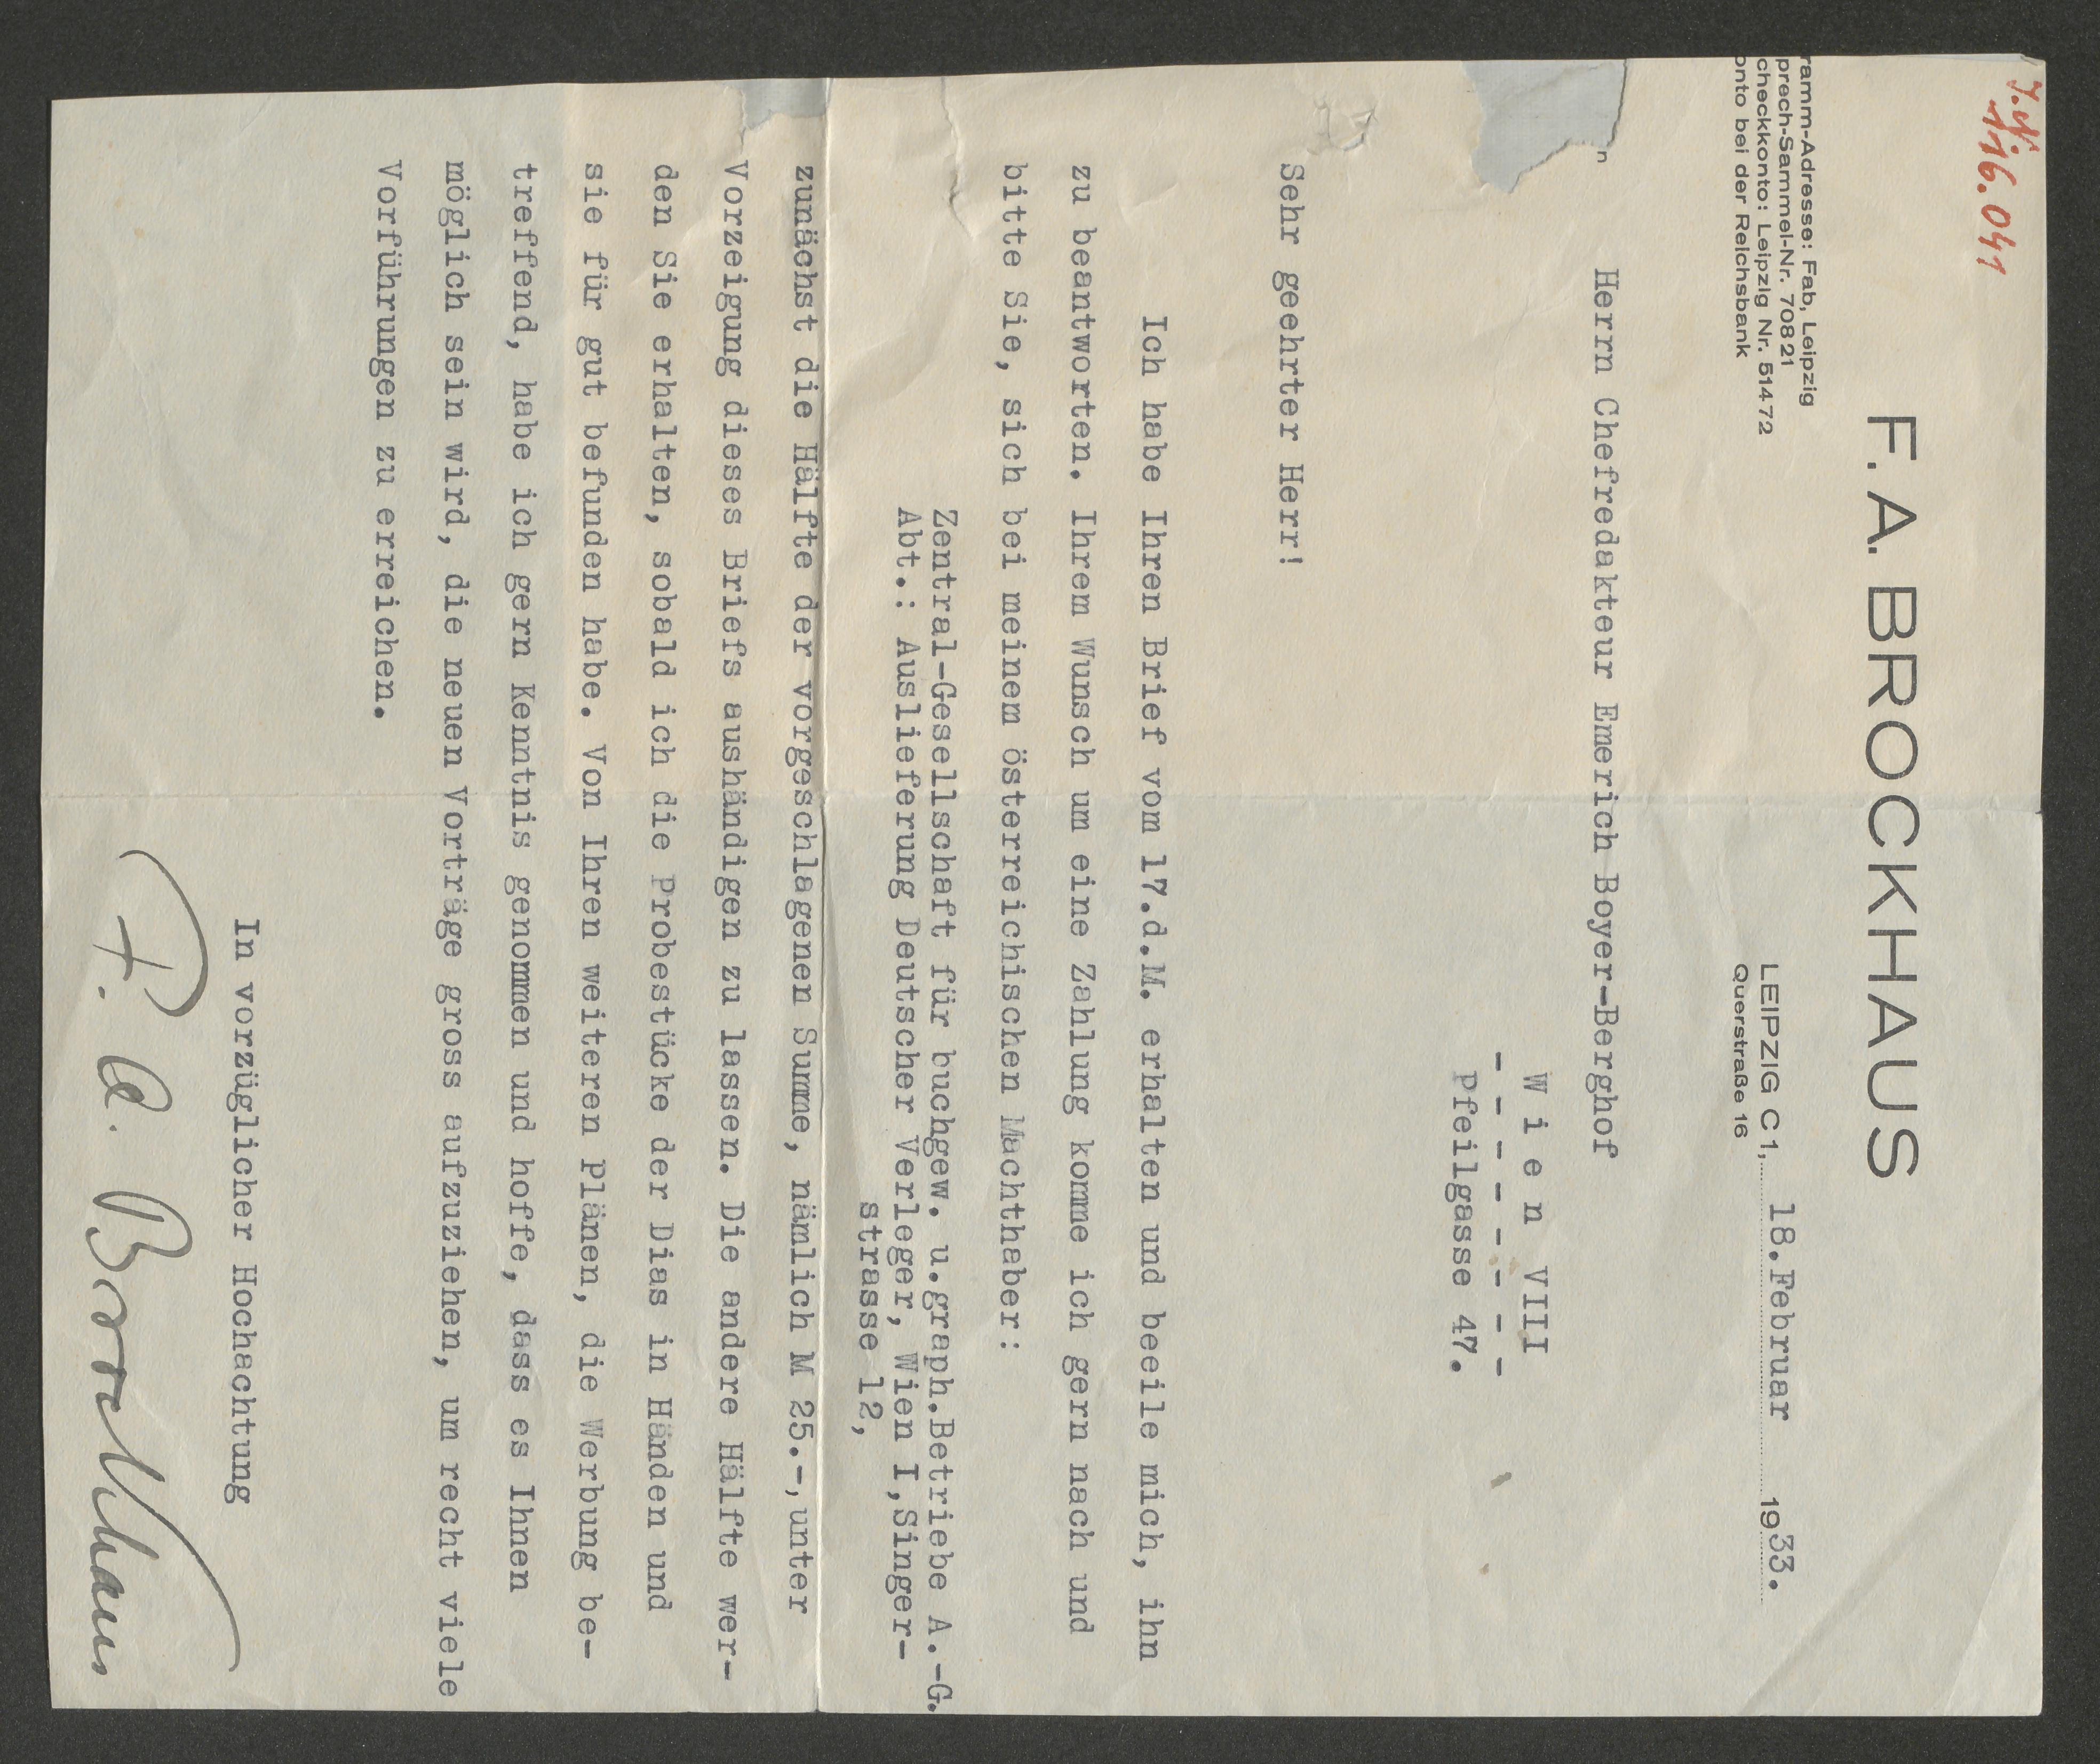 J.N.
116.041
F. A. BROCKHAUS
ramm-Adresse: Fab, Leipzig
prech-Sammel-Nr. 70821
checkkonto: Leipzig Nr. 51472
onto bei der Reichsbank
LEIPZIG C 1, 18.Februar 1933.
Querstraße 16
n
Herrn Chefredakteur Emerich Boyer-Berghof
W i e n VIII
- - - - - - - -
Pfeilgasse 47.
Sehr geehrter Herr!
Ich habe Ihren Brief vom 17.d.M. erhalten und beeile mich, ihn
zu beantworten. Ihrem Wunsch um eine Zahlung komme ich gern nach und
bitte Sie, sich bei meinem österreichischen Machthaber:
Zentral-Gesellschaft für buchgew. u.graph.Betriebe A.-G.
Abt.: Auslieferung Deutscher Verleger, Wien I,Singer-
strasse 12,
zunächst die Hälfte der vorgeschlagenen Summe, nämlich M 25.-,unter
Vorzeigung dieses Briefs aushändigen zu lassen. Die andere Hälfte wer-
den Sie erhalten, sobald ich die Probestücke der Dias in Händen und
sie für gut befunden habe. Von Ihren weiteren Plänen, die Werbung be-
treffend, habe ich gern Kenntnis genommen und hoffe, dass es Ihnen
möglich sein wird, die neuen Vorträge gross aufzuziehen, um recht viele
Vorführungen zu erreichen.
In vorzüglicher Hochachtung
F. A. Brockhaus